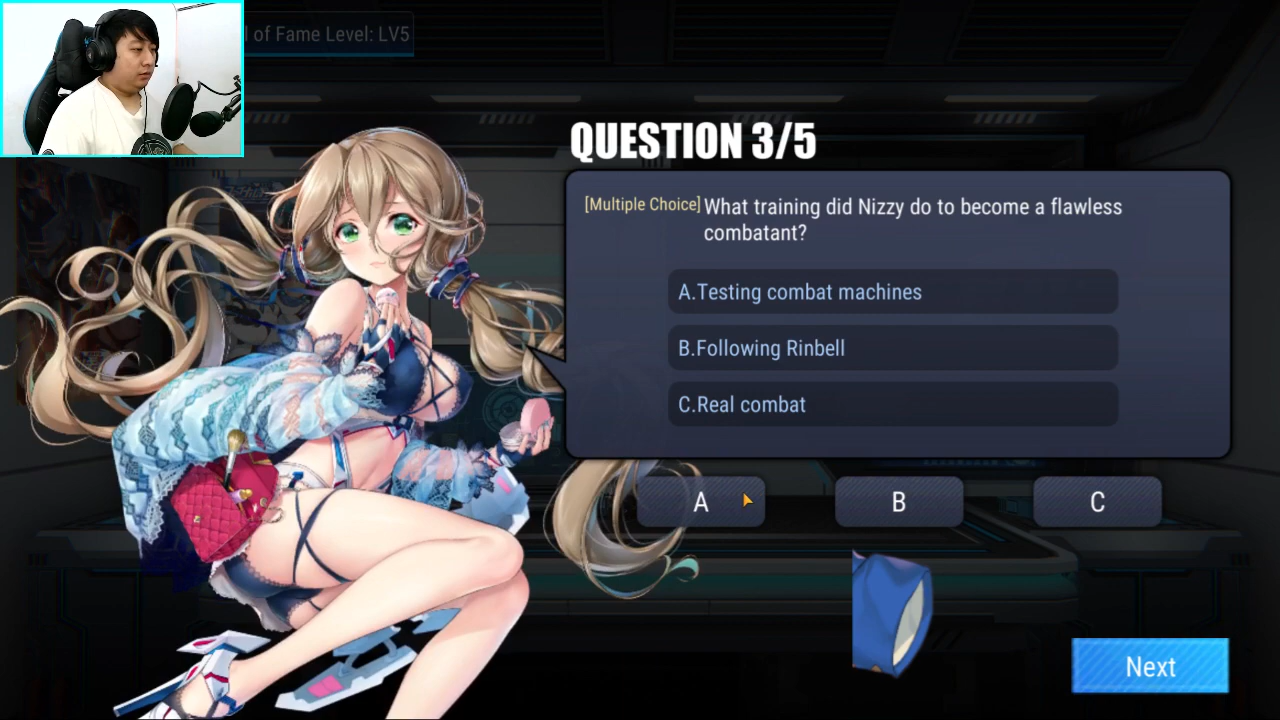 of Fame Level: LV5
QUESTION 3/5
[Multiple Choice] What training did Nizzy do to become a flawless
combatant?
A.Testing combat machines
B.Following Rinbell
C.Real combat
A
B
C
Next